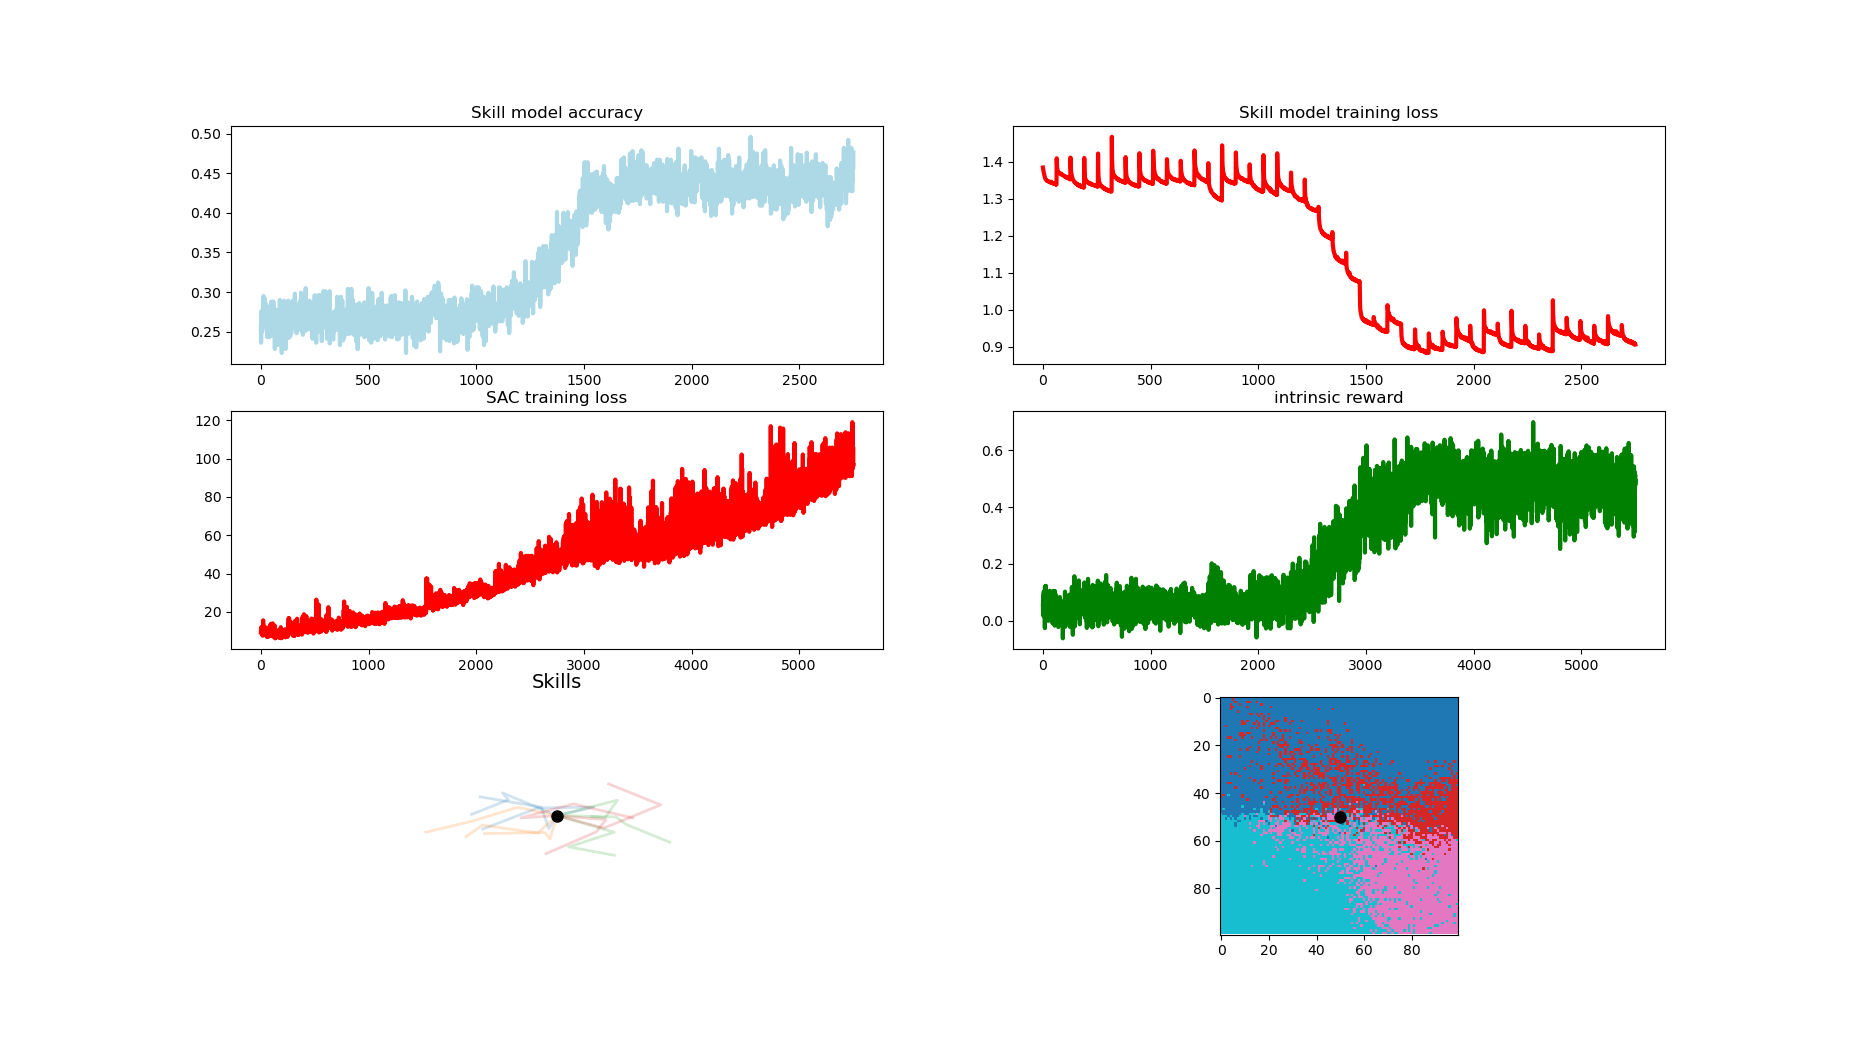 Skill model accuracy
0.50
0.45
0.40
0.35
0.30
0.25
0 500 1000 1500 2000 2500
Skill model training loss
1.4
1.3
1.2
1.1
1.0
0.9
0 500 1000 1500 2000 2500
SAC training loss
120
100
80
60
40
20
0 1000 2000 3000 4000 5000
intrinsic reward
0.6
0.4
0.2
0.0
0 1000 2000 3000 4000 5000
Skills
0
20
40
60
80
0 20 40 60 80